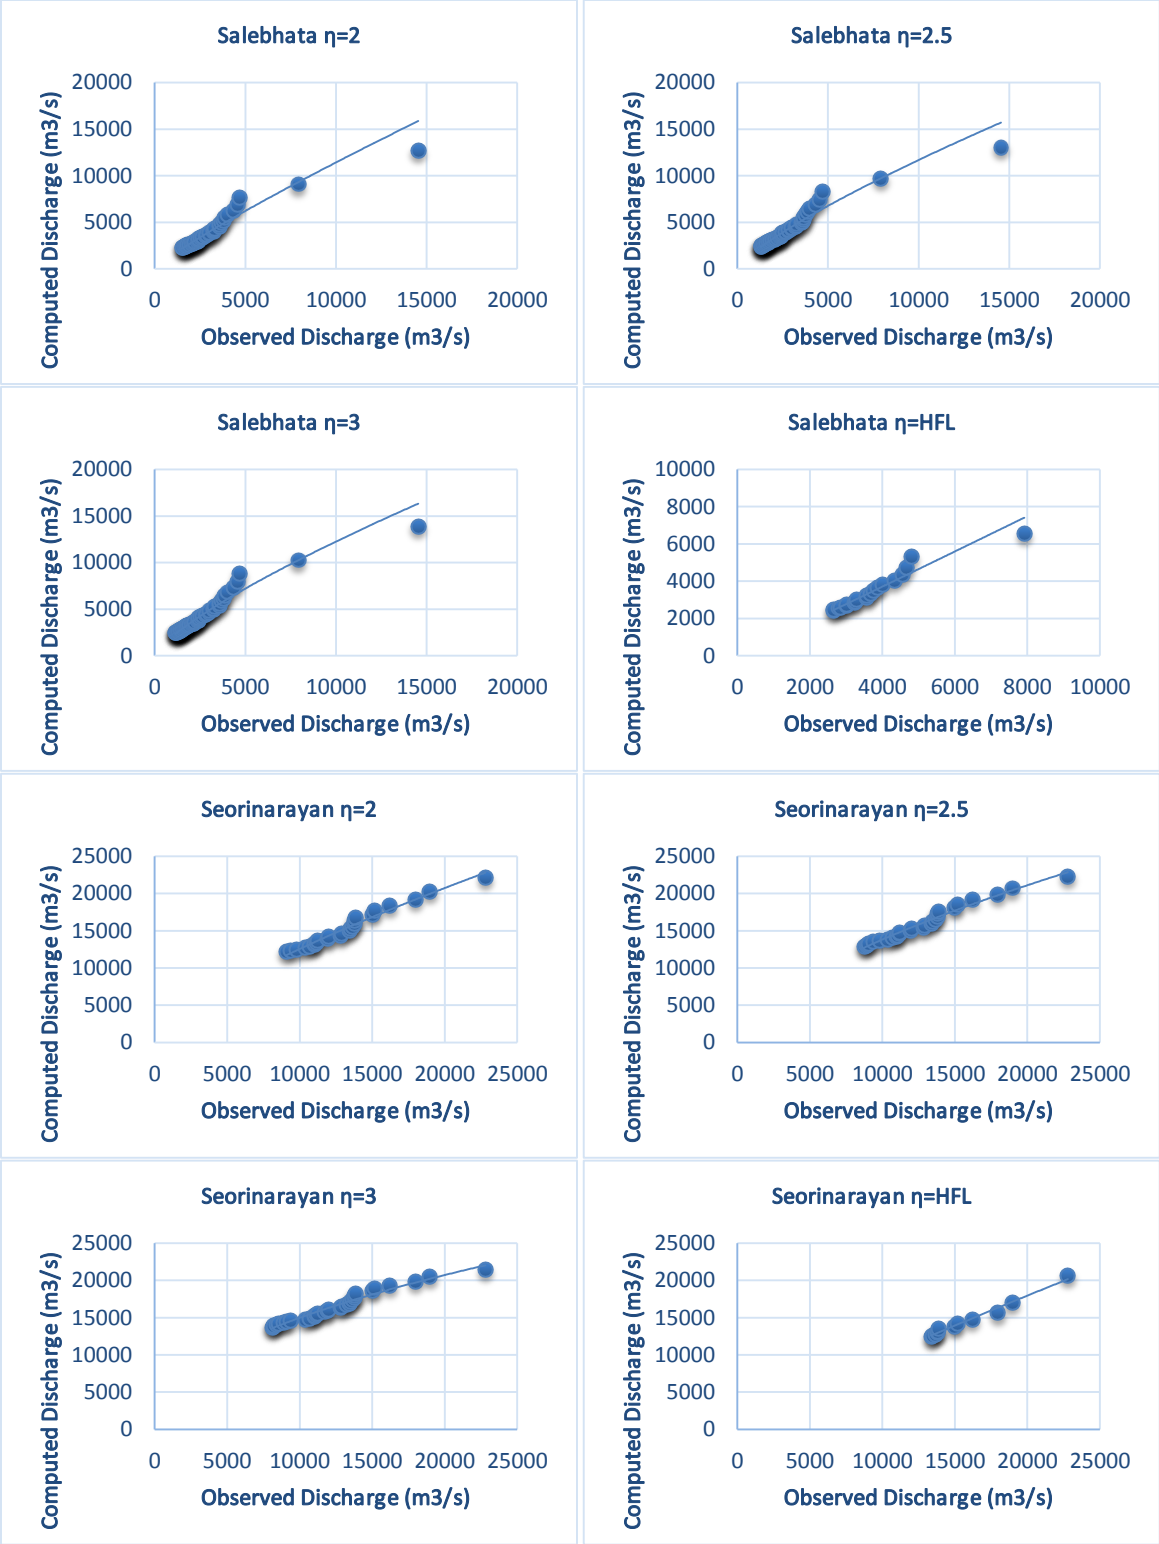 Salebhata η=2
Computed Discharge (m3/s)
20000
15000
10000
5000
0
0 5000 10000 15000 20000
Observed Discharge (m3/s)
Salebhata η=2.5
Computed Discharge (m3/s)
20000
15000
10000
5000
0
0 5000 10000 15000 20000
Observed Discharge (m3/s)
Salebhata η=3
Computed Discharge (m3/s)
20000
15000
10000
5000
0
0 5000 10000 15000 20000
Observed Discharge (m3/s)
Salebhata η=HFL
Computed Discharge (m3/s)
10000
8000
6000
4000
2000
0
0 2000 4000 6000 8000 10000
Observed Discharge (m3/s)
Seorinarayan η=2
Computed Discharge (m3/s)
25000
20000
15000
10000
5000
0
0 5000 10000 15000 20000 25000
Observed Discharge (m3/s)
Seorinarayan η=2.5
Computed Discharge (m3/s)
25000
20000
15000
10000
5000
0
0 5000 10000 15000 20000 25000
Observed Discharge (m3/s)
Seorinarayan η=3
Computed Discharge (m3/s)
25000
20000
15000
10000
5000
0
0 5000 10000 15000 20000 25000
Observed Discharge (m3/s)
Seorinarayan η=HFL
Computed Discharge (m3/s)
25000
20000
15000
10000
5000
0
0 5000 10000 15000 20000 25000
Observed Discharge (m3/s)